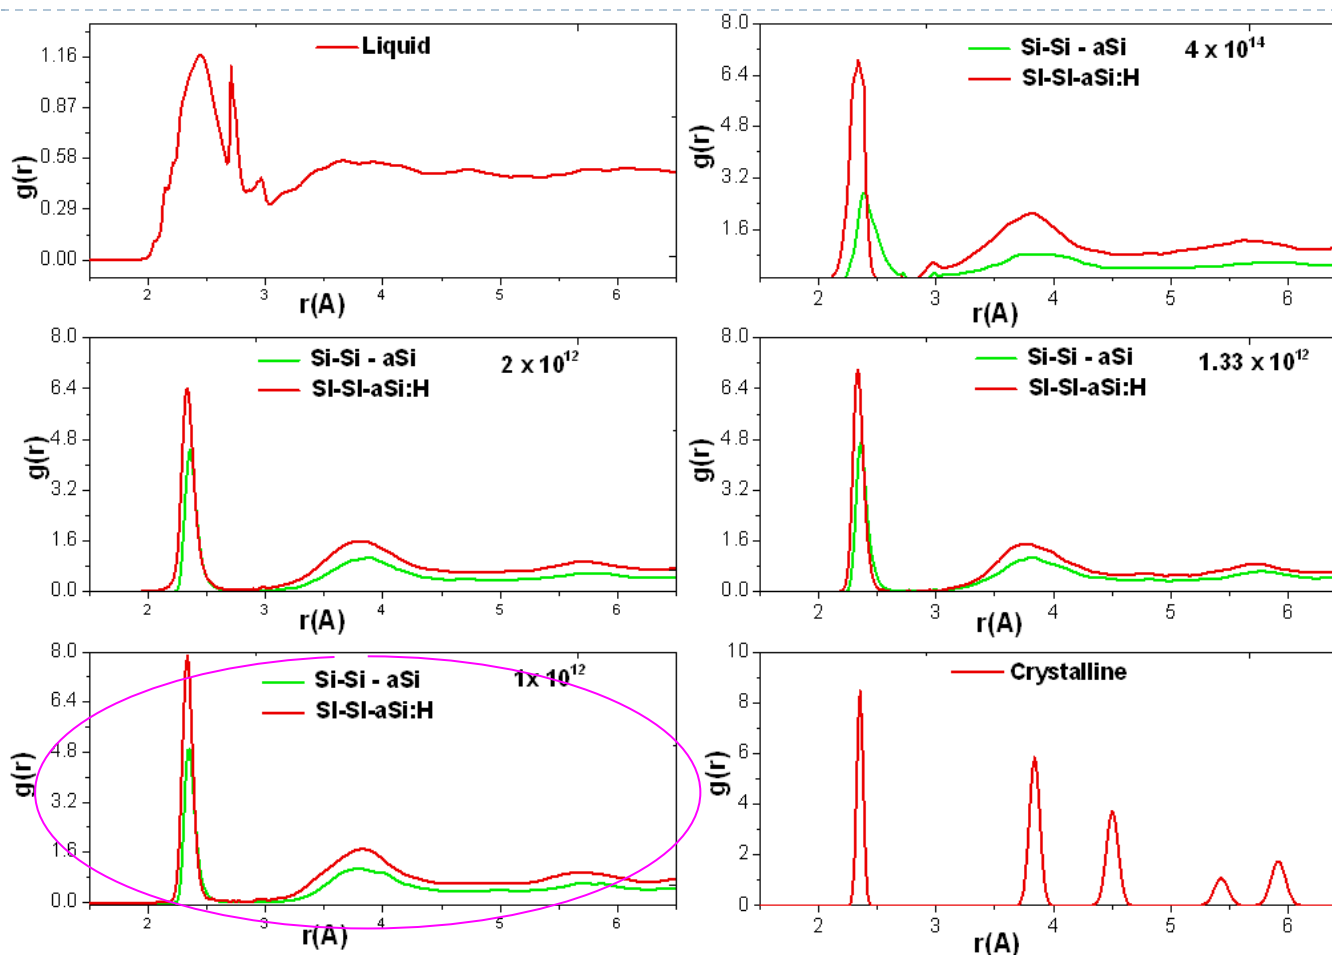 Liquid
1.16
0.87
0.58
0.29
0.00
g(r)
2 3 4 5 6
r(A)
8.0
6.4
4.8
3.2
1.6
g(r)
Si-Si - aSi
SI-SI-aSi:H
4 x 10¹⁴
2 3 4 5 6
r(A)
8.0
6.4
4.8
3.2
1.6
0.0
g(r)
Si-Si - aSi
SI-SI-aSi:H
2 x 10¹²
2 3 4 5 6
r(A)
8.0
6.4
4.8
3.2
1.6
0.0
g(r)
Si-Si - aSi
SI-SI-aSi:H
1.33 x 10¹²
2 3 4 5 6
r(A)
8.0
6.4
4.8
3.2
1.6
0.0
g(r)
Si-Si - aSi
SI-SI-aSi:H
1x 10¹²
2 3 4 5 6
r(A)
10
8
6
4
2
0
g(r)
Crystalline
2 3 4 5 6
r(A)